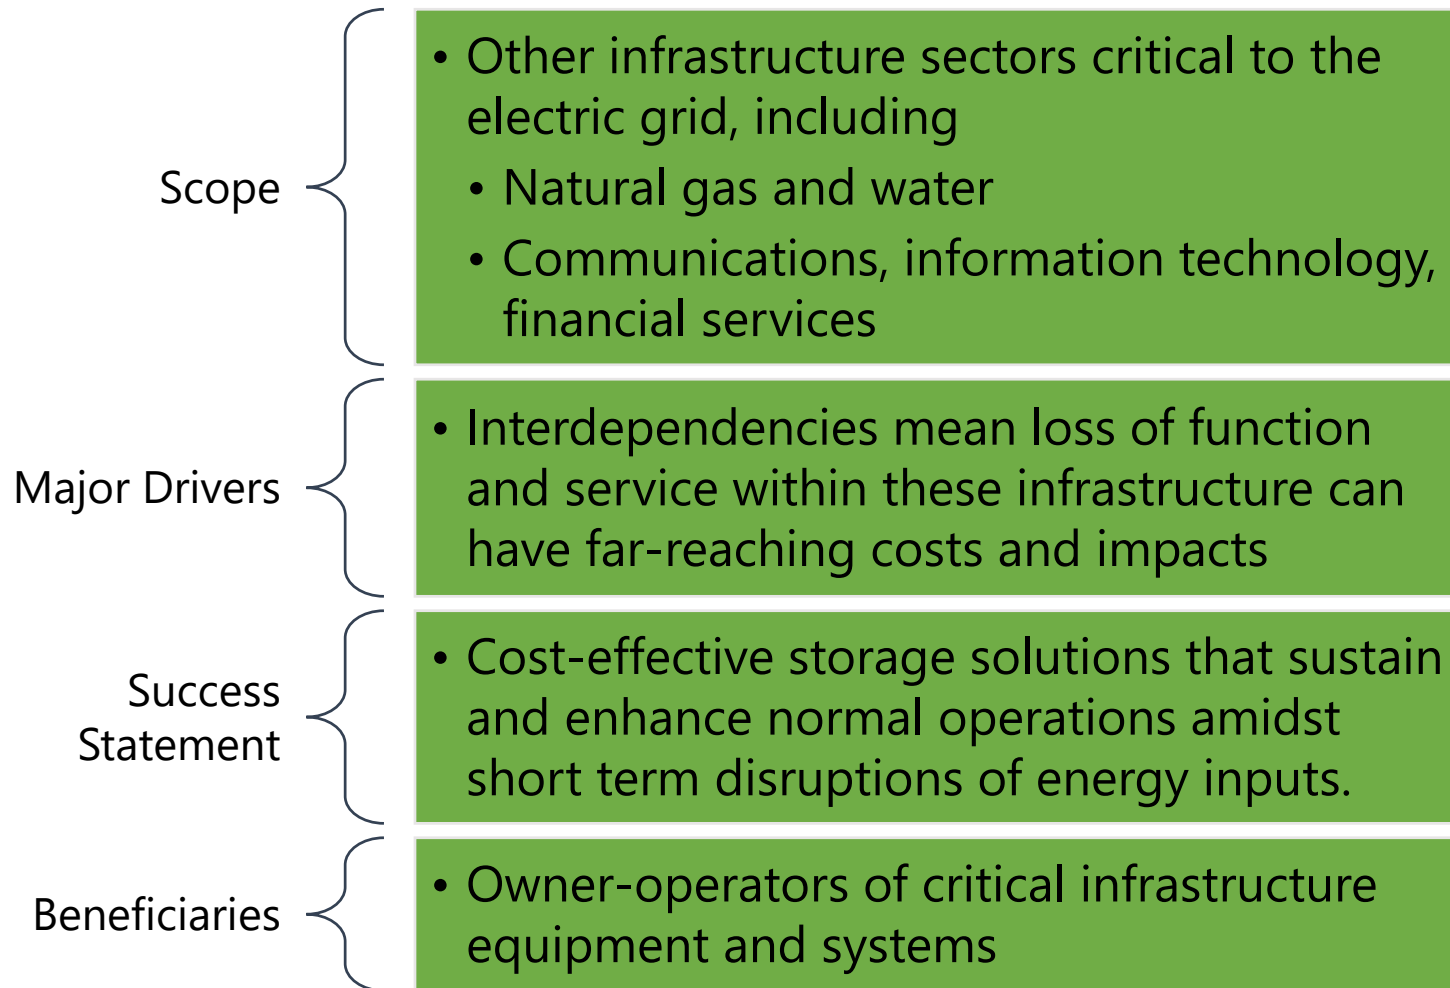 Scope
• Other infrastructure sectors critical to the
electric grid, including
• Natural gas and water
• Communications, information technology,
financial services
Major Drivers
• Interdependencies mean loss of function
and service within these infrastructure can
have far-reaching costs and impacts
Success
Statement
• Cost-effective storage solutions that sustain
and enhance normal operations amidst
short term disruptions of energy inputs.
Beneficiaries
• Owner-operators of critical infrastructure
equipment and systems